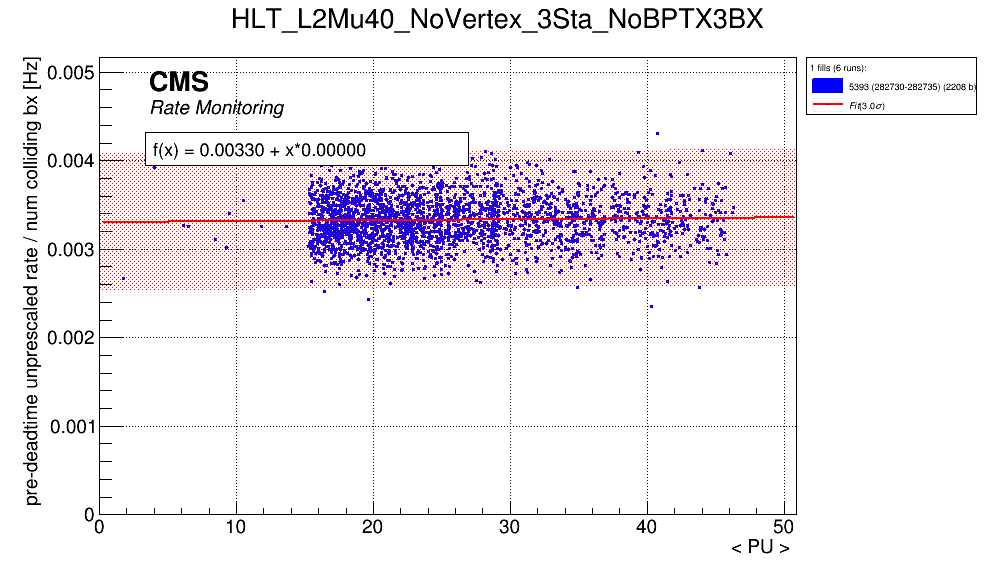 HLT_L2Mu40_NoVertex_3Sta_NoBPTX3BX
pre-deadtime unprescaled rate / num colliding bx [Hz]
CMS
Rate Monitoring
f(x) = 0.00330 + x*0.00000
0.005
0.004
0.003
0.002
0.001
0
0 10 20 30 40 50
< PU >
1 fills (6 runs):
5393 (282730-282735) (2208 b)
Fit(3.0σ)